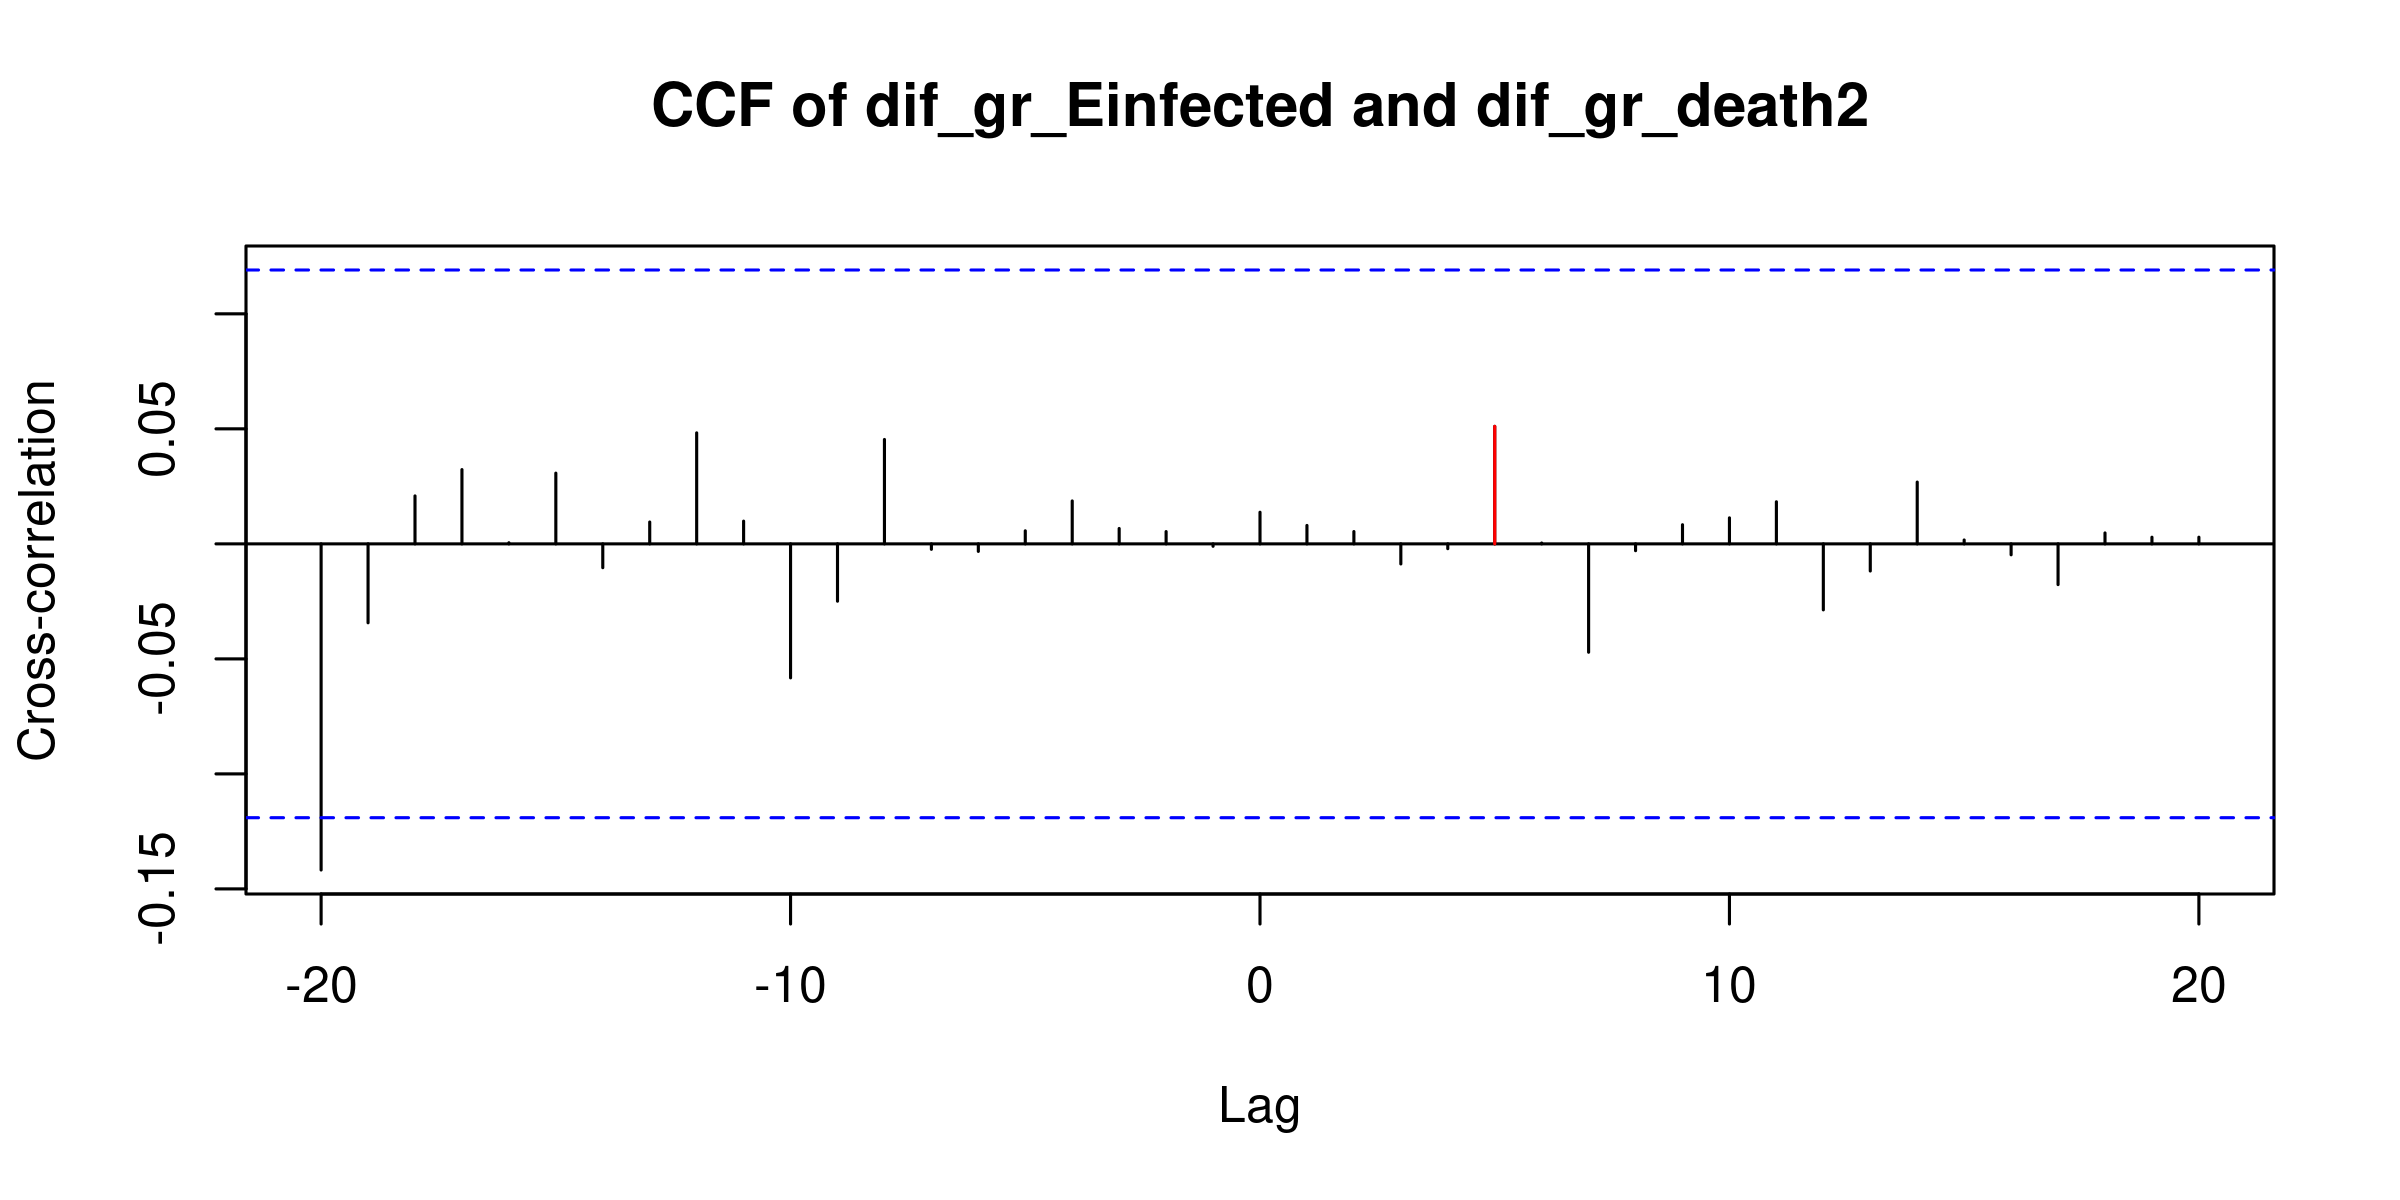 CCF of dif_gr_Einfected and dif_gr_death2
Cross-correlation
0.05
-0.05
-0.15
-20 -10 0 10 20
Lag